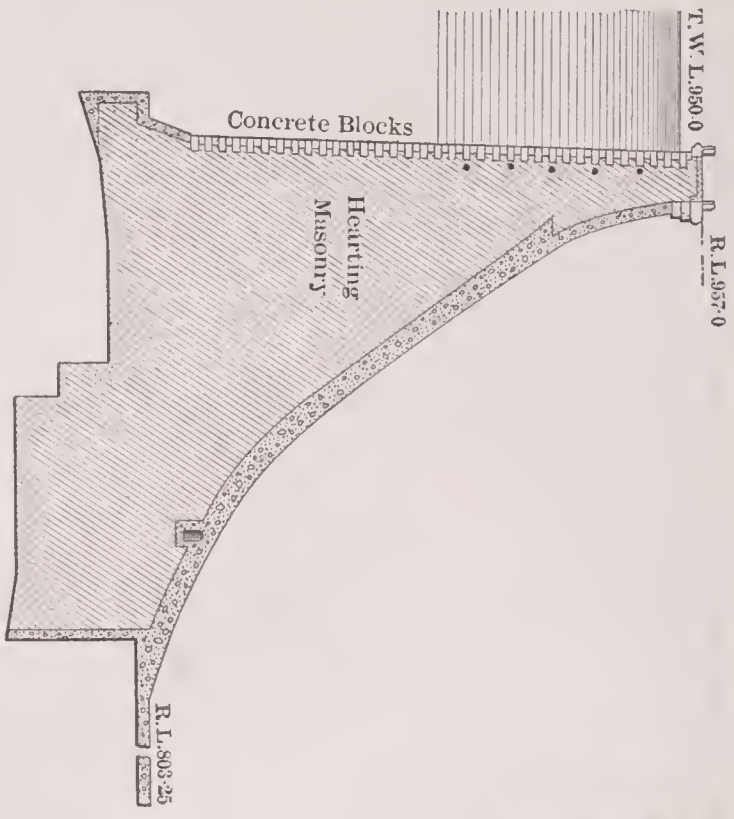 T. W. L. 950·0
R. L. 957·0
Concrete Blocks
Hearting
Masonry
R. L. 803·25